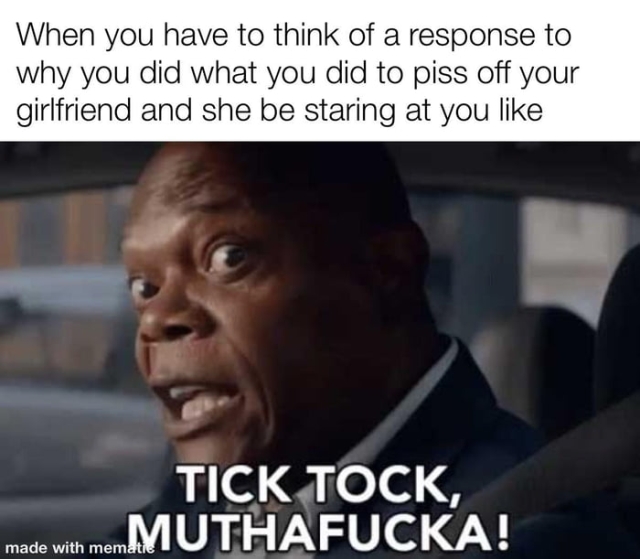 When you have to think of a response to
why you did what you did to piss off your
girlfriend and she be staring at you like
TICK TOCK,
MUTHAFUCKA!
made with mematic